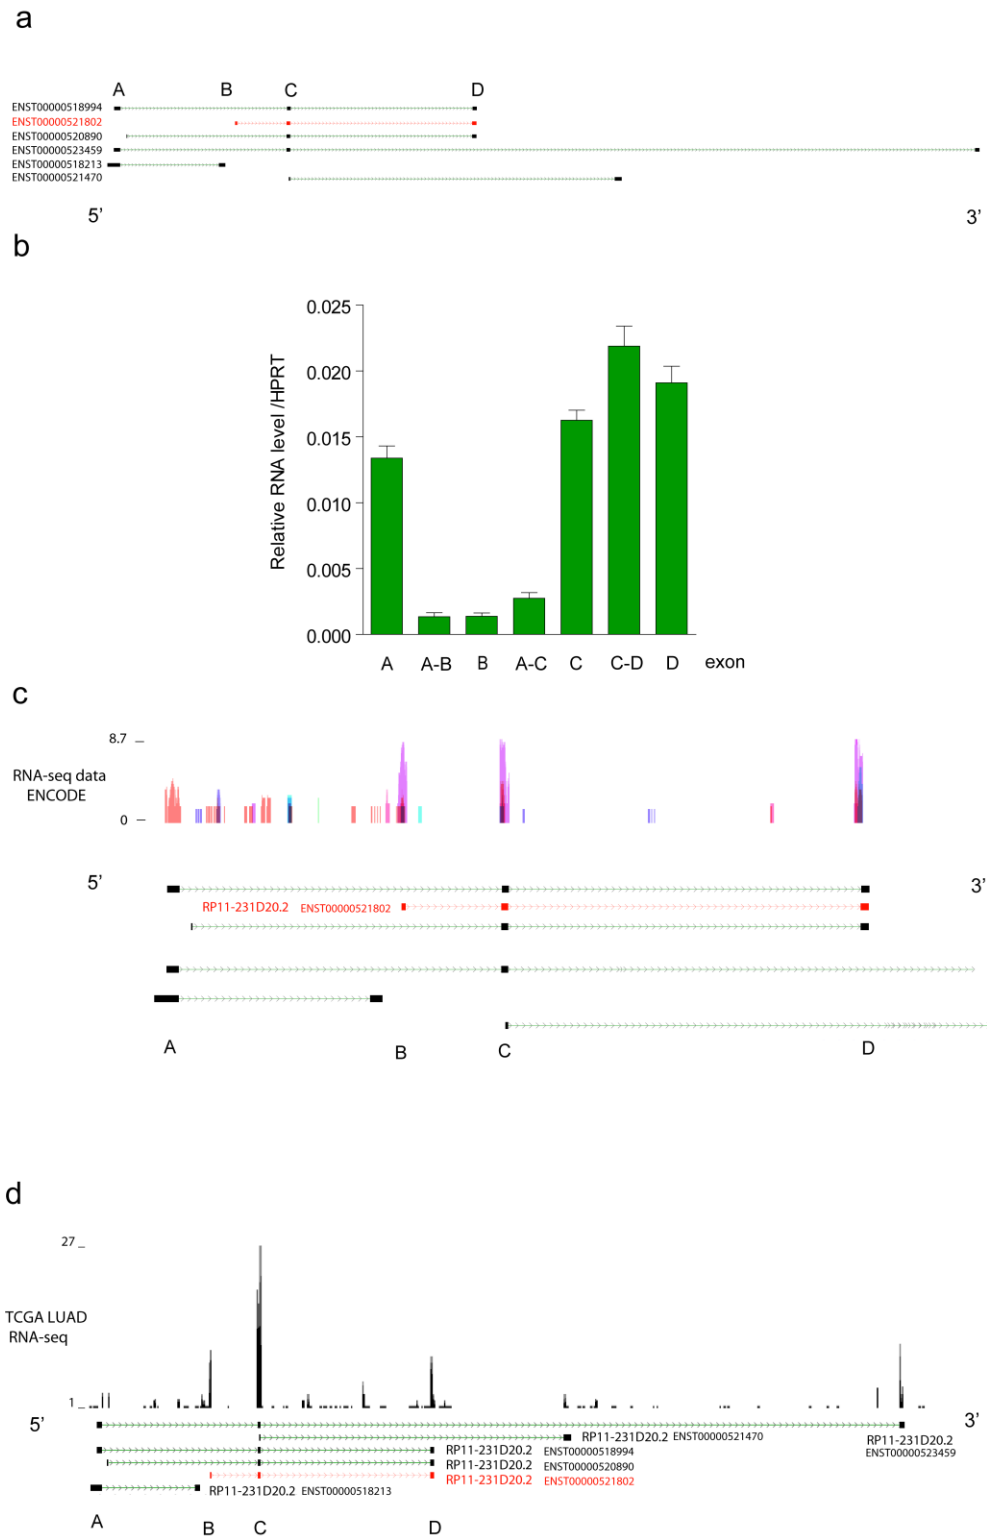 a
A B C D
ENST00000518994
ENST00000521802
ENST00000520890
ENST00000523459
ENST00000518213
ENST00000521470
5' 3'
b
Relative RNA level /HPRT
0.025
0.020
0.015
0.010
0.005
0.000
A A-B B A-C C C-D D exon
c
8.7
RNA-seq data
ENCODE
0
5' 3'
RP11-231D20.2 ENST00000521802
A B C D
d
27
TCGA LUAD
RNA-seq
1
5' 3'
RP11-231D20.2 ENST00000521470
RP11-231D20.2
ENST00000523459
RP11-231D20.2 ENST00000518994
RP11-231D20.2 ENST00000520890
RP11-231D20.2 ENST00000521802
RP11-231D20.2 ENST00000518213
A B C D